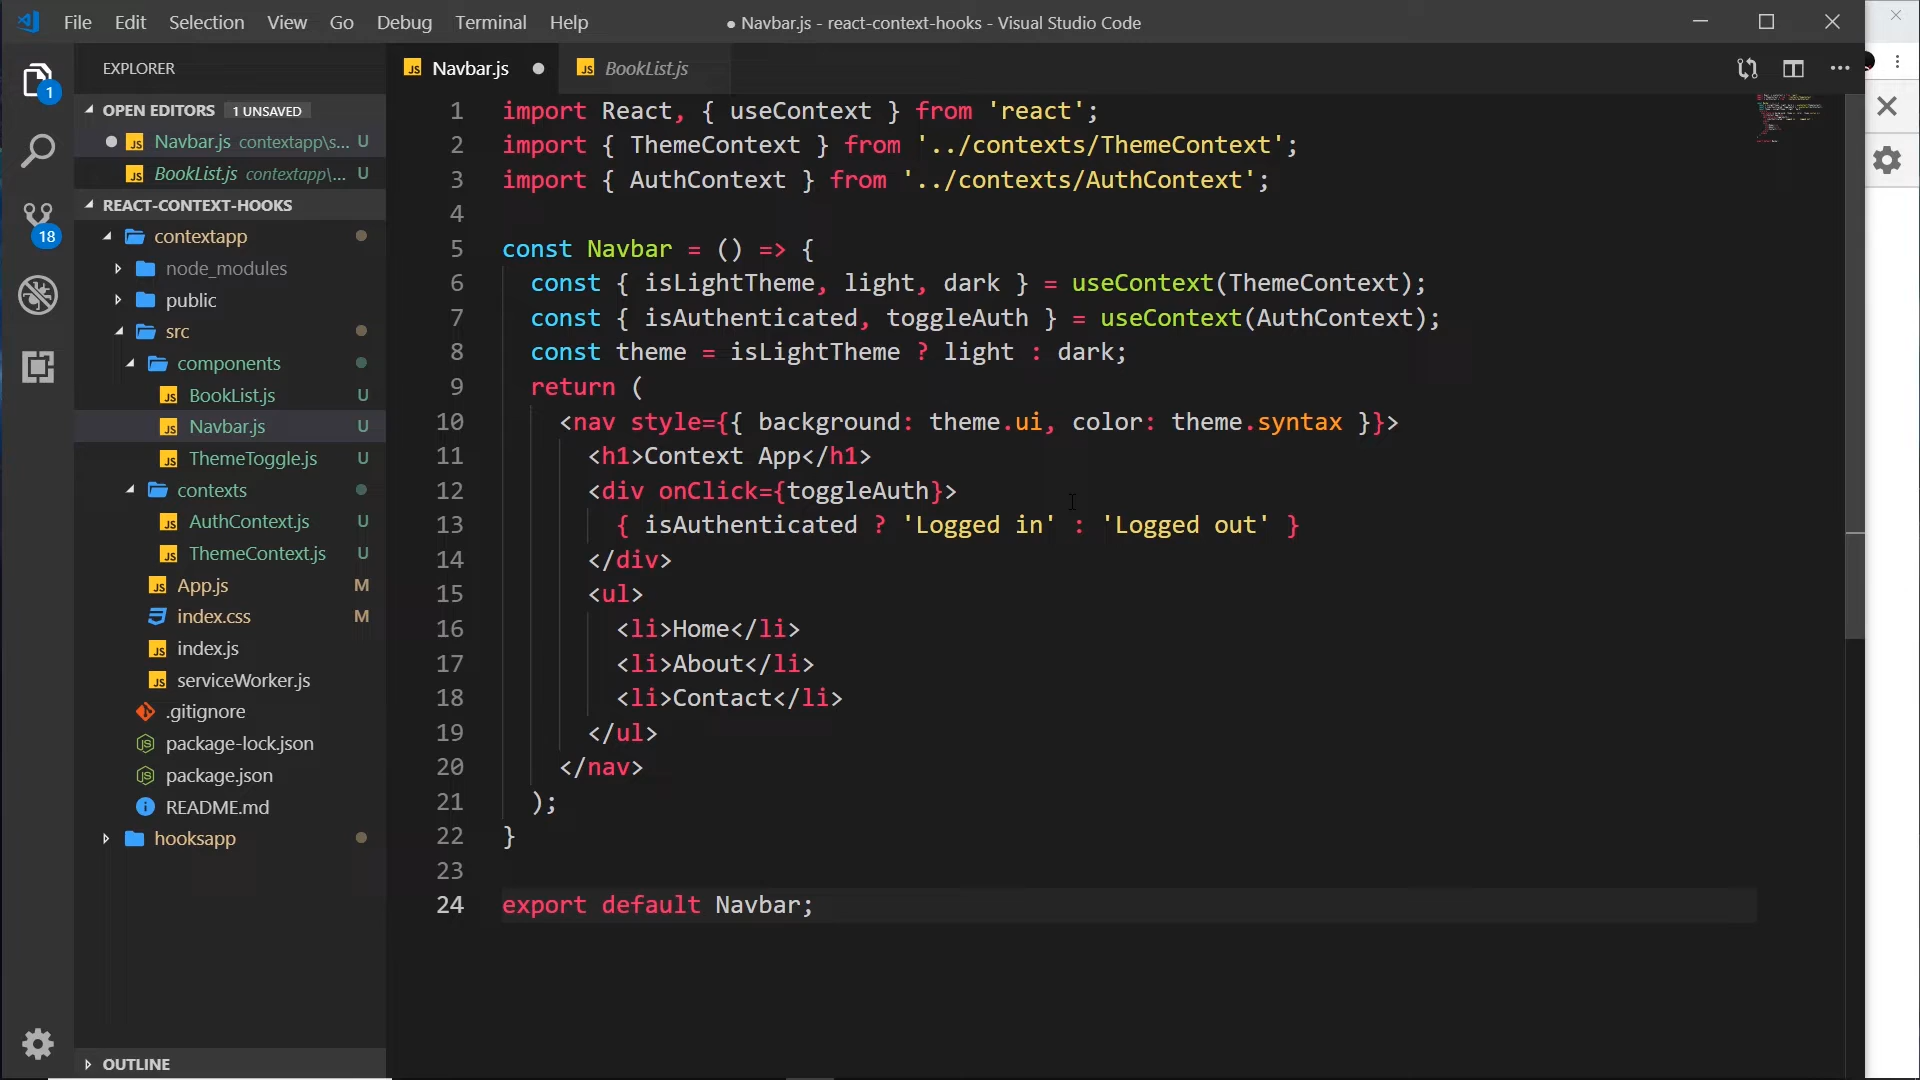 File Edit Selection View Go Debug Terminal Help
● Navbar.js - react-context-hooks - Visual Studio Code
EXPLORER
OPEN EDITORS 1 UNSAVED
Navbar.js contextapp\s... U
BookList.js contextapp\... U
REACT-CONTEXT-HOOKS
contextapp
node_modules
public
src
components
BookList.js U
Navbar.js U
ThemeToggle.js U
contexts
AuthContext.js U
ThemeContext.js U
App.js M
index.css M
index.js
serviceWorker.js
.gitignore
package-lock.json
package.json
README.md
hooksapp
OUTLINE
1
18
Navbar.js ●
BookList.js
1 import React, { useContext } from 'react';
2 import { ThemeContext } from '../contexts/ThemeContext';
3 import { AuthContext } from '../contexts/AuthContext';
4
5 const Navbar = () => {
6 const { isLightTheme, light, dark } = useContext(ThemeContext);
7 const { isAuthenticated, toggleAuth } = useContext(AuthContext);
8 const theme = isLightTheme ? light : dark;
9 return (
10 <nav style={{ background: theme.ui, color: theme.syntax }}>
11 <h1>Context App</h1>
12 <div onClick={toggleAuth}>
13 { isAuthenticated ? 'Logged in' : 'Logged out' }
14 </div>
15 <ul>
16 <li>Home</li>
17 <li>About</li>
18 <li>Contact</li>
19 </ul>
20 </nav>
21 );
22 }
23
24 export default Navbar;